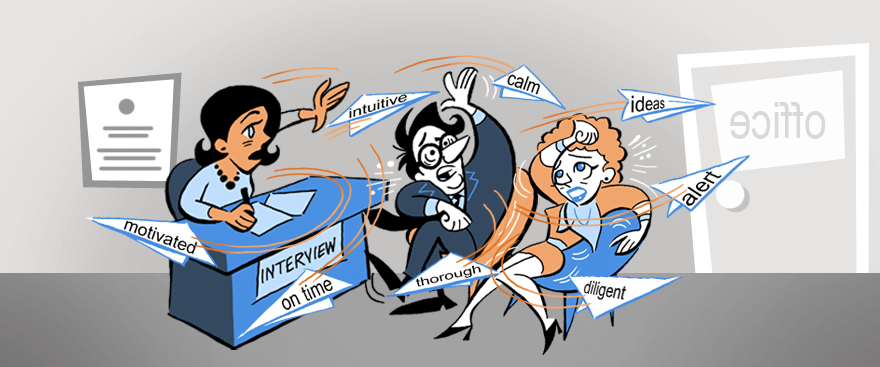 intuitive
calm
ideas
office
alert
motivated
INTERVIEW
thorough
on time
diligent